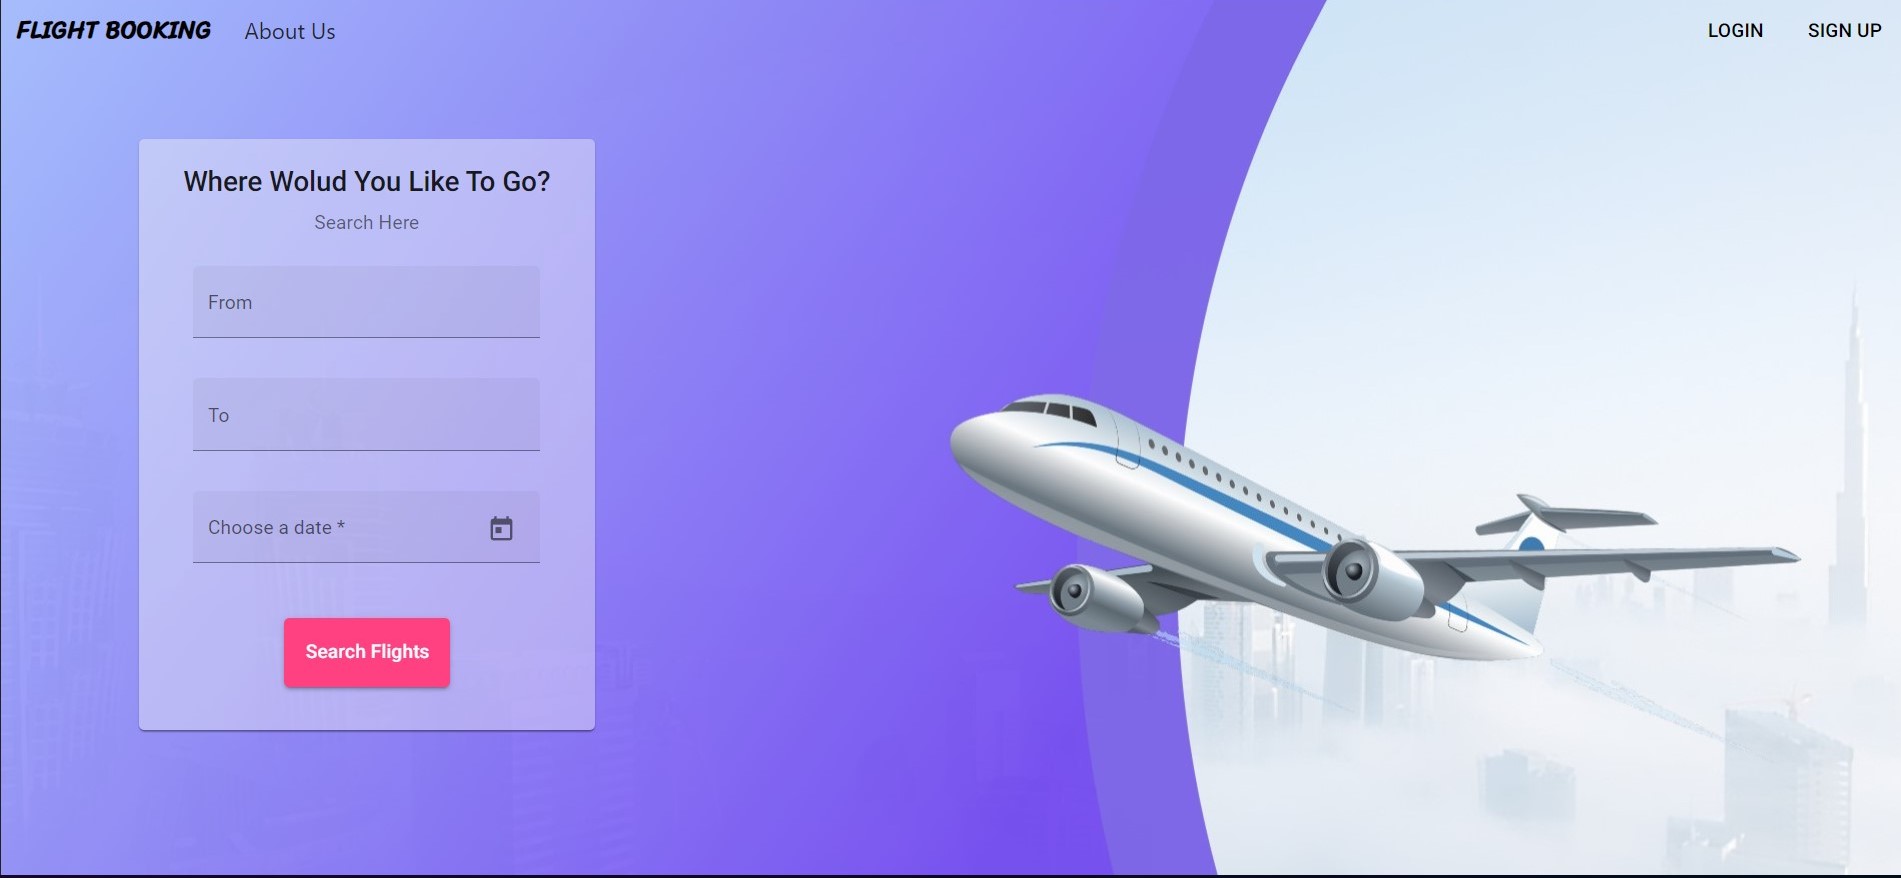 FLIGHT BOOKING About Us LOGIN SIGN UP
Where Wolud You Like To Go?
Search Here
From
To
Choose a date *
Search Flights